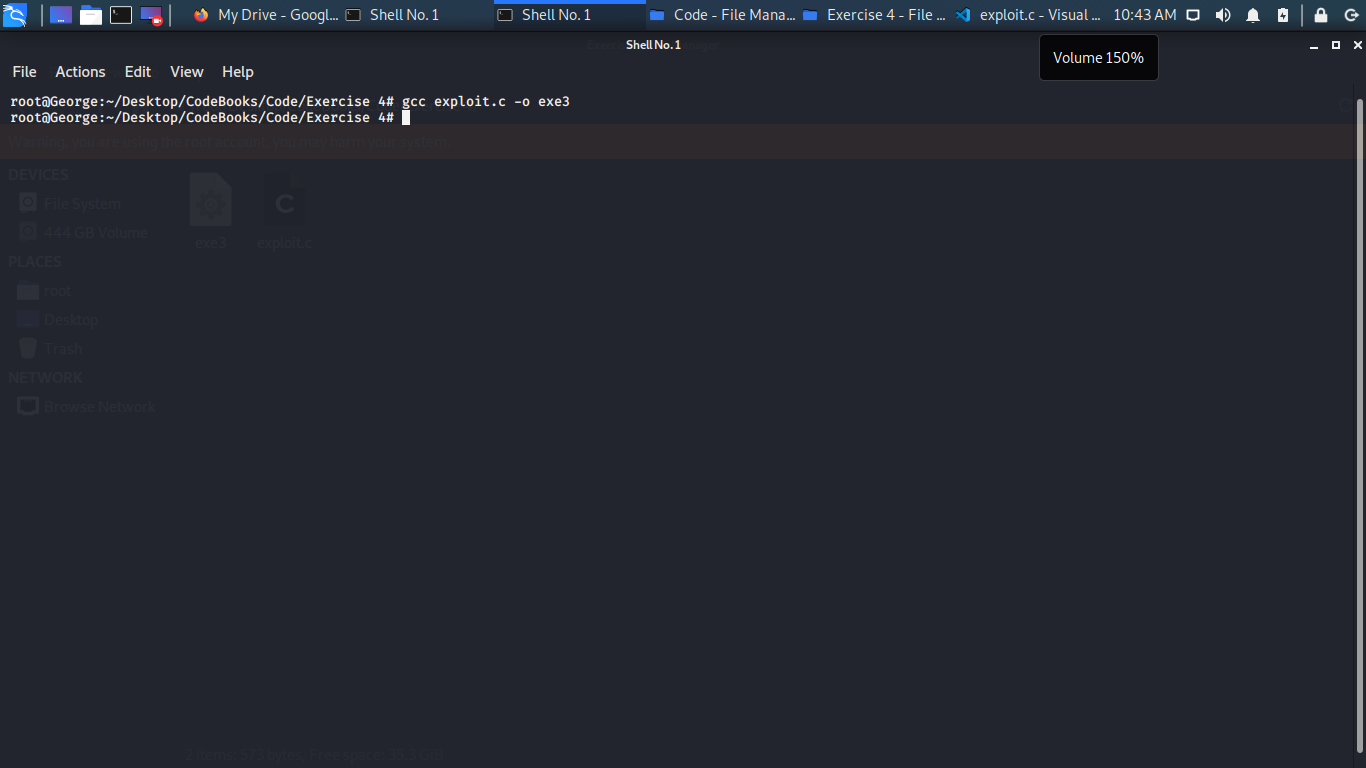 My Drive - Googl...
Shell No. 1
Shell No. 1
Code - File Mana...
Exercise 4 - File ...
exploit.c - Visual ...
10:43 AM
Shell No. 1
Volume 150%
File Actions Edit View Help
root@George:~/Desktop/CodeBooks/Code/Exercise 4# gcc exploit.c -o exe3
root@George:~/Desktop/CodeBooks/Code/Exercise 4#
Warning: you are using the root account, you may harm your system.
DEVICES
File System
444 GB Volume
PLACES
root
Desktop
Trash
NETWORK
Browse Network
C
exe3
exploit.c
2 items: 573 bytes, Free space: 35.3 GiB